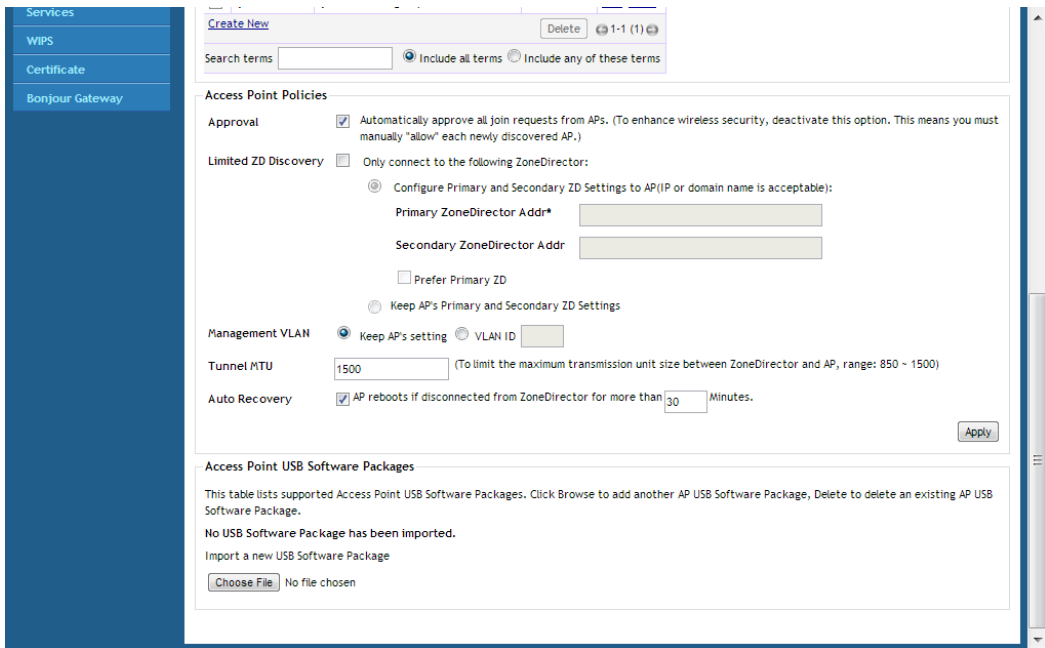 Services
WIPS
Certificate
Bonjour Gateway
Create New
Delete 1-1 (1)
Search terms Include all terms Include any of these terms
Access Point Policies
Approval Automatically approve all join requests from APs. (To enhance wireless security, deactivate this option. This means you must
manually "allow" each newly discovered AP.)
Limited ZD Discovery Only connect to the following ZoneDirector:
Configure Primary and Secondary ZD Settings to AP(IP or domain name is acceptable):
Primary ZoneDirector Addr*
Secondary ZoneDirector Addr
Prefer Primary ZD
Keep AP's Primary and Secondary ZD Settings
Management VLAN Keep AP's setting VLAN ID
Tunnel MTU 1500 (To limit the maximum transmission unit size between ZoneDirector and AP, range: 850 ~ 1500)
Auto Recovery AP reboots if disconnected from ZoneDirector for more than 30 Minutes.
Apply
Access Point USB Software Packages
This table lists supported Access Point USB Software Packages. Click Browse to add another AP USB Software Package, Delete to delete an existing AP USB
Software Package.
No USB Software Package has been imported.
Import a new USB Software Package
Choose File No file chosen